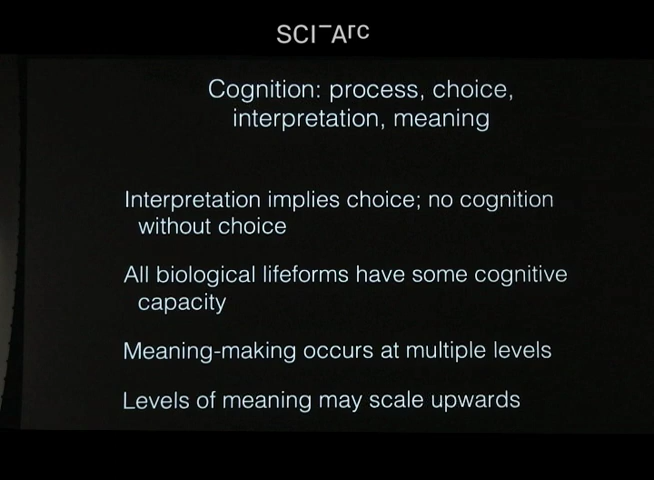 SCI-Arc
Cognition: process, choice,
interpretation, meaning
Interpretation implies choice; no cognition
without choice
All biological lifeforms have some cognitive
capacity
Meaning-making occurs at multiple levels
Levels of meaning may scale upwards